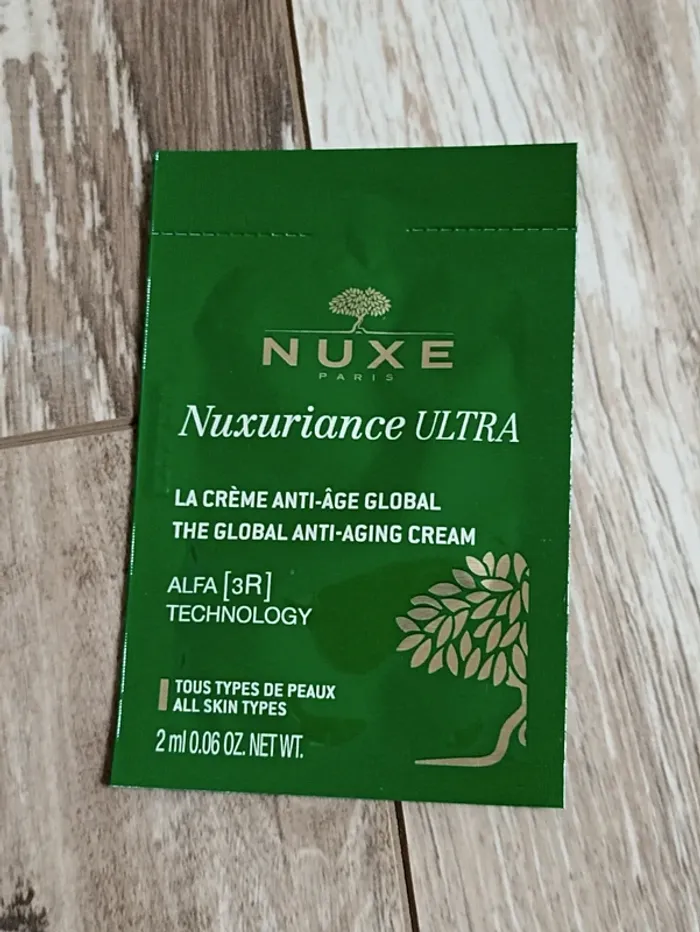 NUXE
PARIS
Nuxuriance ULTRA
LA CRÈME ANTI-ÂGE GLOBAL
THE GLOBAL ANTI-AGING CREAM
ALFA [3R]
TECHNOLOGY
TOUS TYPES DE PEAUX
ALL SKIN TYPES
2 ml 0.06 OZ. NET WT.